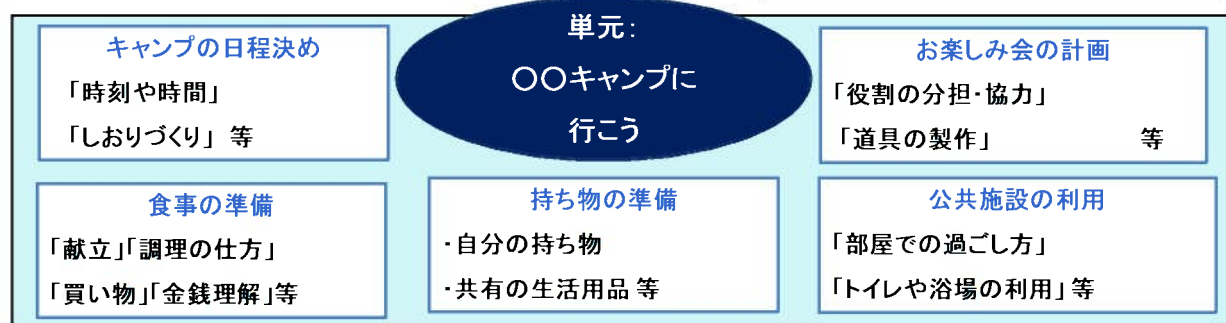 単元：
〇〇キャンプに
行こう
キャンプの日程決め
「時刻や時間」
「しおりづくり」 等
お楽しみ会の計画
「役割の分担・協力」
「道具の製作」 等
食事の準備
「献立」「調理の仕方」
「買い物」「金銭理解」等
持ち物の準備
・自分の持ち物
・共有の生活用品 等
公共施設の利用
「部屋での過ごし方」
「トイレや浴場の利用」等